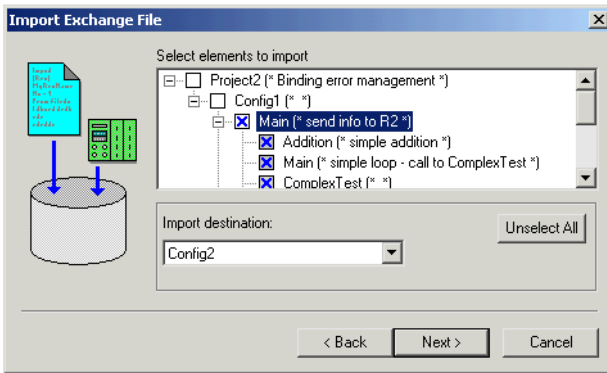 Import Exchange File
Select elements to import
Project2 (* Binding error management *)
Config1 (* *)
Main (* send info to R2 *)
Addition (* simple addition *)
Main (* simple loop - call to ComplexTest *)
ComplexTest (* *)
Import destination:
Unselect All
Config2
< Back
Next >
Cancel